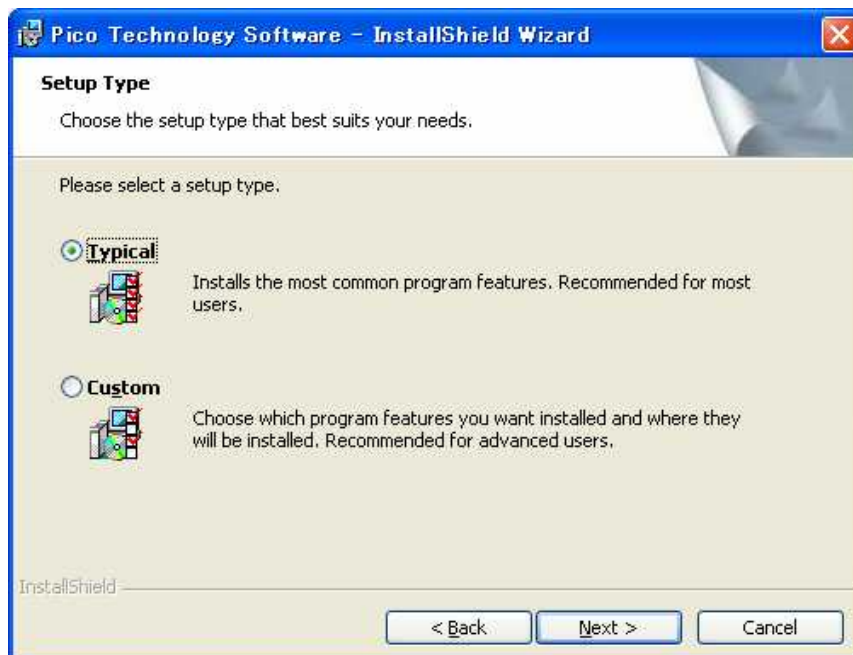 Pico Technology Software - InstallShield Wizard
Setup Type
Choose the setup type that best suits your needs.
Please select a setup type.
Typical
Installs the most common program features. Recommended for most
users.
Custom
Choose which program features you want installed and where they
will be installed. Recommended for advanced users.
InstallShield
< Back
Next >
Cancel